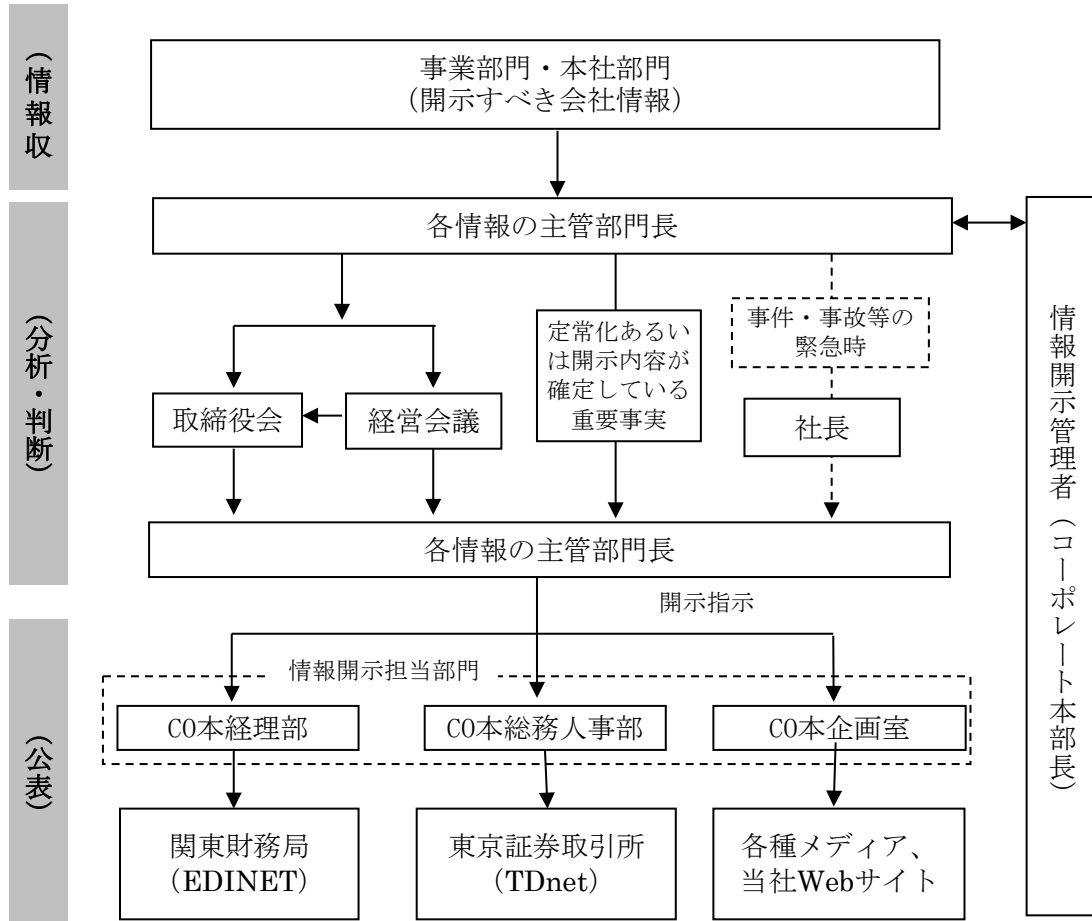 （情報収
事業部門・本社部門
（開示すべき会社情報）
（分析・判断）
各情報の主管部門長
定常化あるい
は開示内容が
確定している
重要事実
事件・事故等の
緊急時
取締役会
経営会議
社長
各情報の主管部門長
開示指示
（公表）
情報開示担当部門
CO本経理部
CO本総務人事部
CO本企画室
関東財務局
（EDINET）
東京証券取引所
（TDnet）
各種メディア、
当社Webサイト
情報開示管理者（コーポレート本部長）